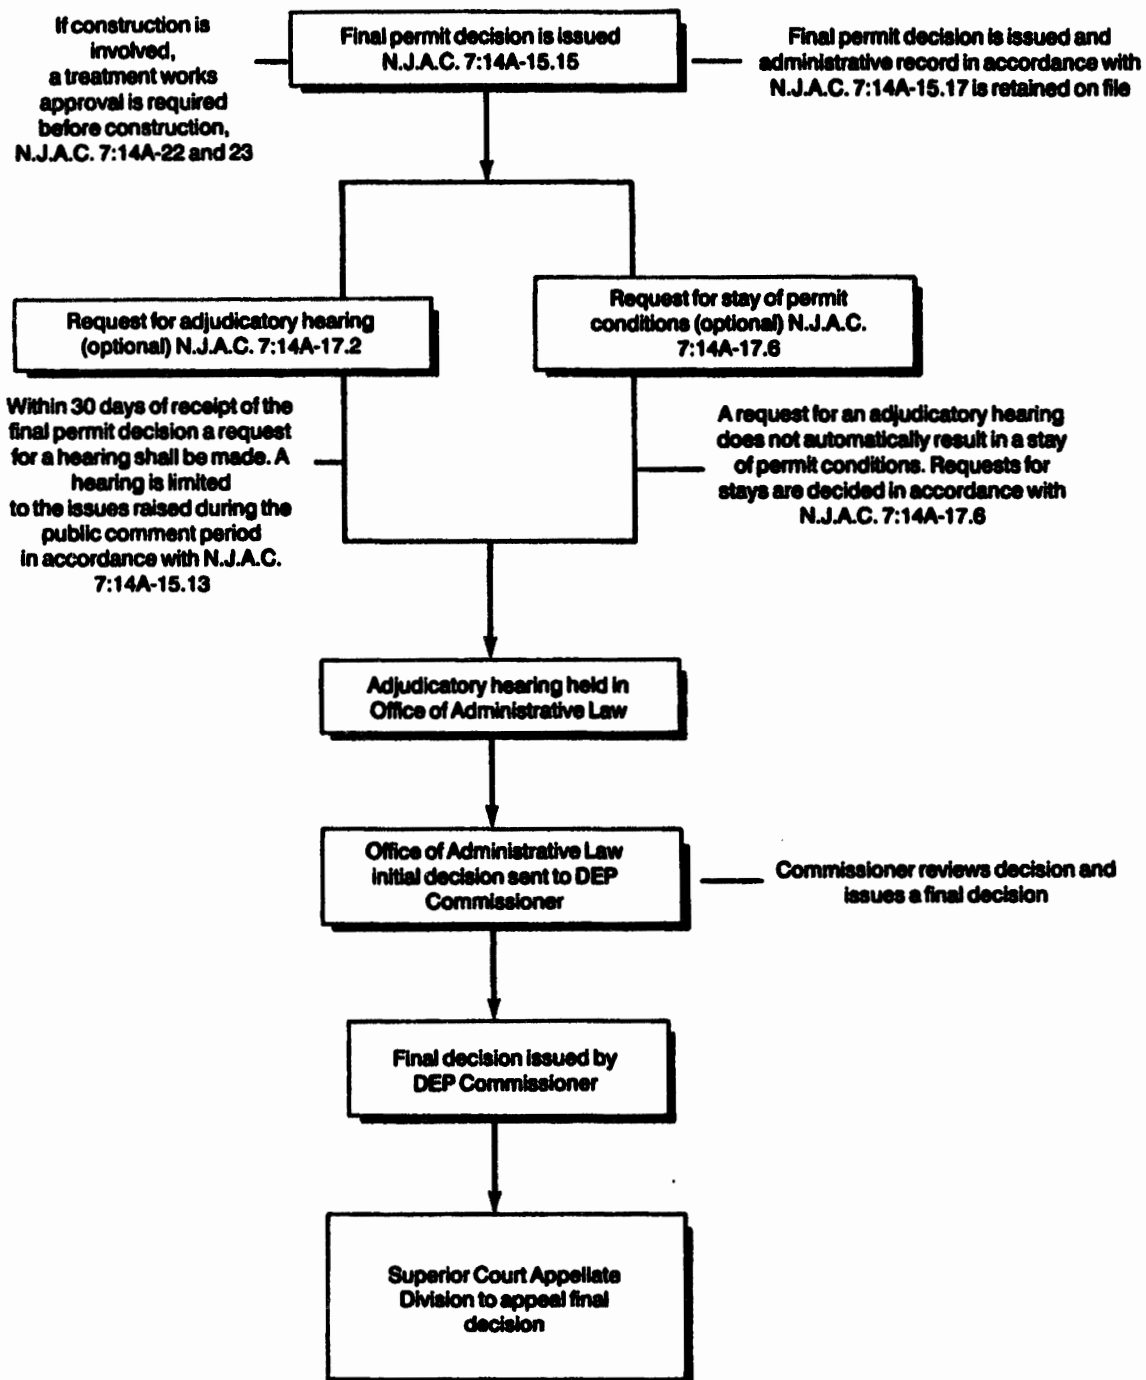 If construction is
involved,
a treatment works
approval is required
before construction,
N.J.A.C. 7:14A-22 and 23
Final permit decision is issued
N.J.A.C. 7:14A-15.15
Final permit decision is issued and
administrative record in accordance with
N.J.A.C. 7:14A-15.17 is retained on file
Request for adjudicatory hearing
(optional) N.J.A.C. 7:14A-17.2
Request for stay of permit
conditions (optional) N.J.A.C.
7:14A-17.6
Within 30 days of receipt of the
final permit decision a request
for a hearing shall be made. A
hearing is limited
to the issues raised during the
public comment period
in accordance with N.J.A.C.
7:14A-15.13
A request for an adjudicatory hearing
does not automatically result in a stay
of permit conditions. Requests for
stays are decided in accordance with
N.J.A.C. 7:14A-17.6
Adjudicatory hearing held in
Office of Administrative Law
Office of Administrative Law
initial decision sent to DEP
Commissioner
Commissioner reviews decision and
issues a final decision
Final decision issued by
DEP Commissioner
Superior Court Appellate
Division to appeal final
decision